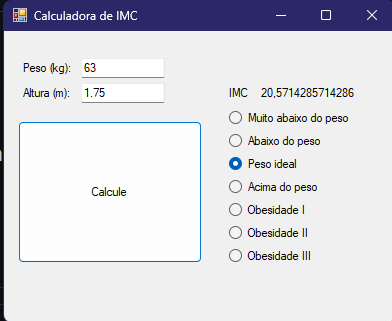 Calculadora de IMC
Peso (kg): 63
Altura (m): 1.75
Calcule
IMC 20,5714285714286
Muito abaixo do peso
Abaixo do peso
Peso ideal
Acima do peso
Obesidade I
Obesidade II
Obesidade III